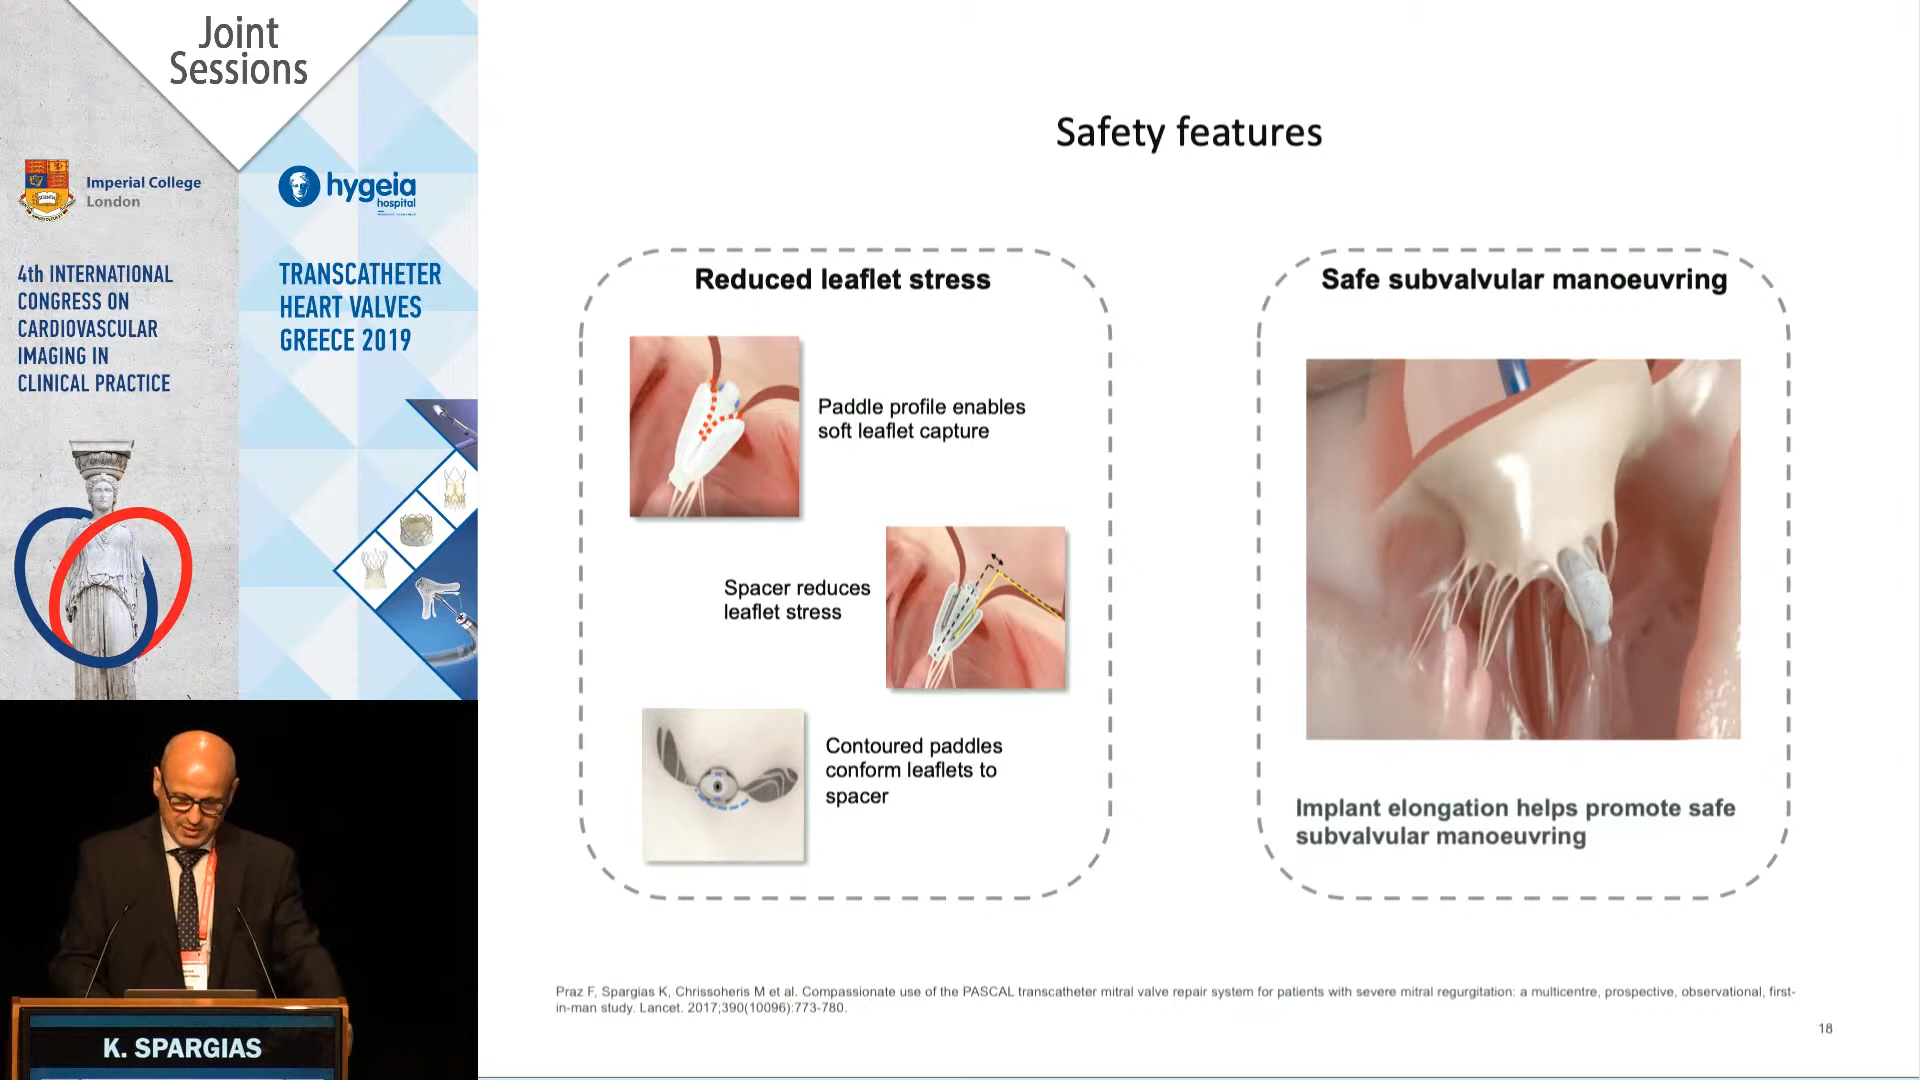 Joint
Sessions
Imperial College
London
hygeia
hospital
4th INTERNATIONAL
CONGRESS ON
CARDIOVASCULAR
IMAGING IN
CLINICAL PRACTICE
TRANSCATHETER
HEART VALVES
GREECE 2019
K. SPARGIAS
Safety features
Reduced leaflet stress
Paddle profile enables
soft leaflet capture
Spacer reduces
leaflet stress
Contoured paddles
conform leaflets to
spacer
Safe subvalvular manoeuvring
Implant elongation helps promote safe
subvalvular manoeuvring
Praz F, Spargias K, Chrissoheris M et al. Compassionate use of the PASCAL transcatheter mitral valve repair system for patients with severe mitral regurgitation: a multicentre, prospective, observational, first-
in-man study. Lancet. 2017;390(10096):773-780.
18